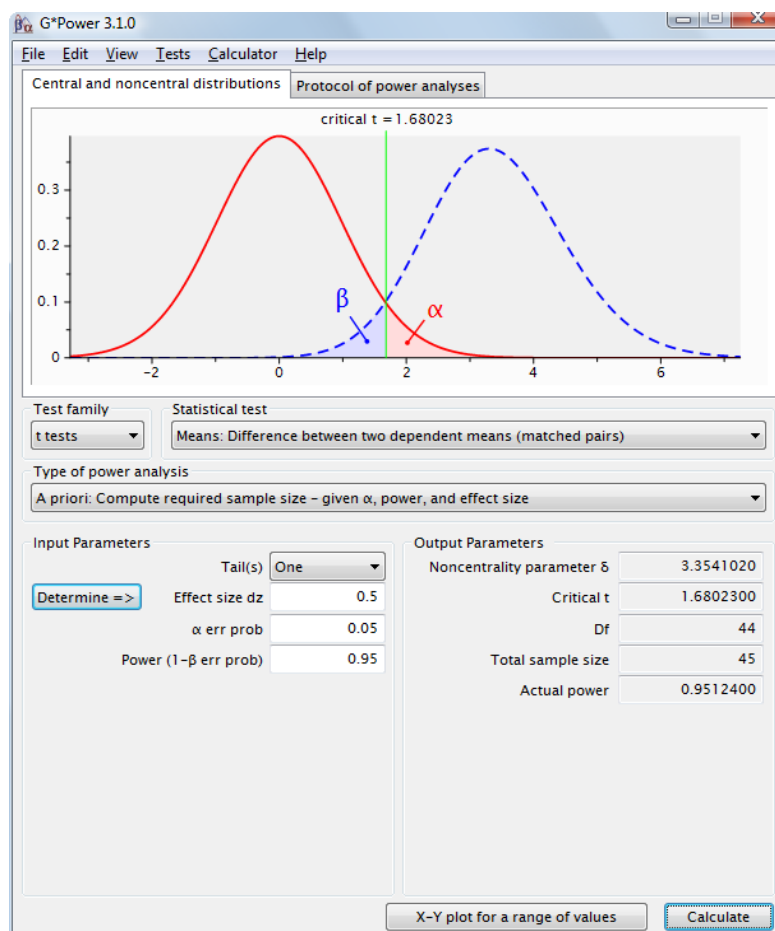 G*Power 3.1.0
File Edit View Tests Calculator Help
Central and noncentral distributions Protocol of power analyses
critical t = 1.68023
0.3
0.2
0.1
0
β
α
-2 0 2 4 6
Test family Statistical test
t tests Means: Difference between two dependent means (matched pairs)
Type of power analysis
A priori: Compute required sample size – given α, power, and effect size
Input Parameters Output Parameters
Tail(s) One Noncentrality parameter δ 3.3541020
Determine => Effect size dz 0.5 Critical t 1.6802300
α err prob 0.05 Df 44
Power (1-β err prob) 0.95 Total sample size 45
Actual power 0.9512400
X-Y plot for a range of values Calculate